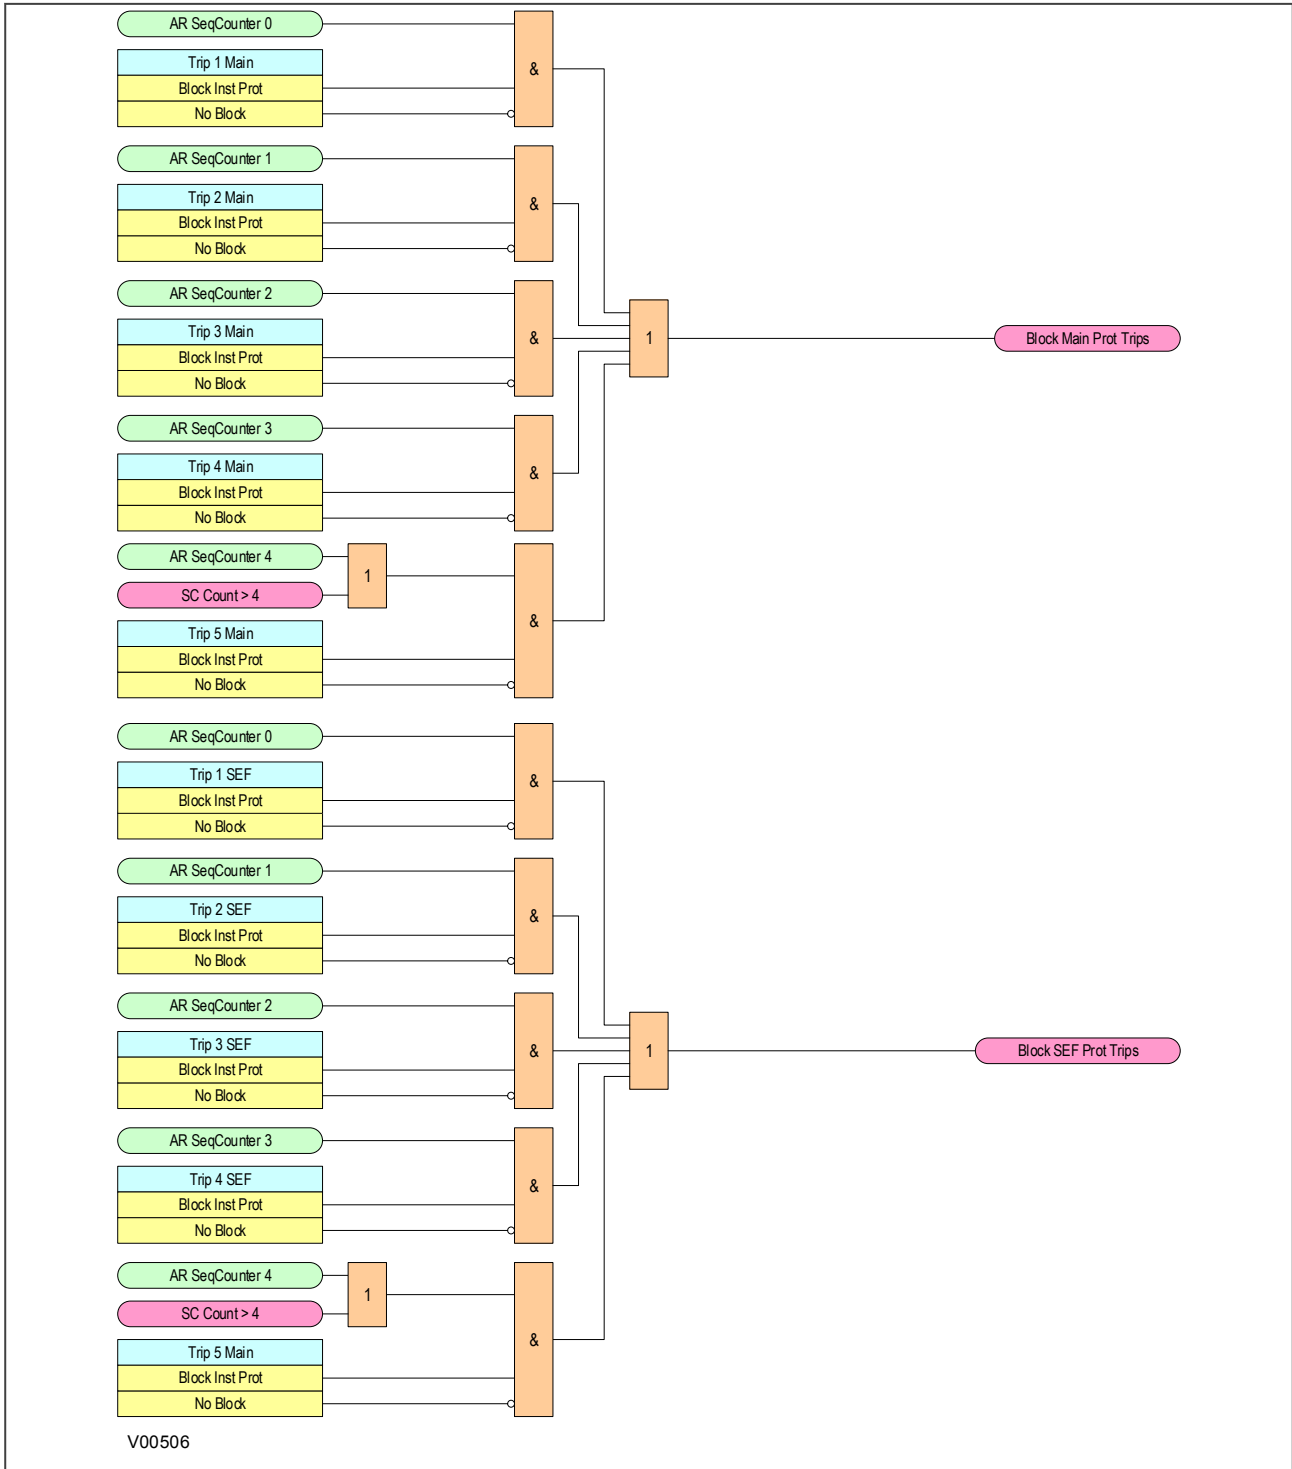 AR SeqCounter 0
Trip 1 Main
Block Inst Prot
No Block
&
AR SeqCounter 1
Trip 2 Main
Block Inst Prot
No Block
&
AR SeqCounter 2
Trip 3 Main
Block Inst Prot
No Block
&
1
Block Main Prot Trips
AR SeqCounter 3
Trip 4 Main
Block Inst Prot
No Block
&
AR SeqCounter 4
SC Count > 4
1
Trip 5 Main
Block Inst Prot
No Block
&
AR SeqCounter 0
Trip 1 SEF
Block Inst Prot
No Block
&
AR SeqCounter 1
Trip 2 SEF
Block Inst Prot
No Block
&
AR SeqCounter 2
Trip 3 SEF
Block Inst Prot
No Block
&
1
Block SEF Prot Trips
AR SeqCounter 3
Trip 4 SEF
Block Inst Prot
No Block
&
AR SeqCounter 4
SC Count > 4
1
Trip 5 Main
Block Inst Prot
No Block
&
V00506